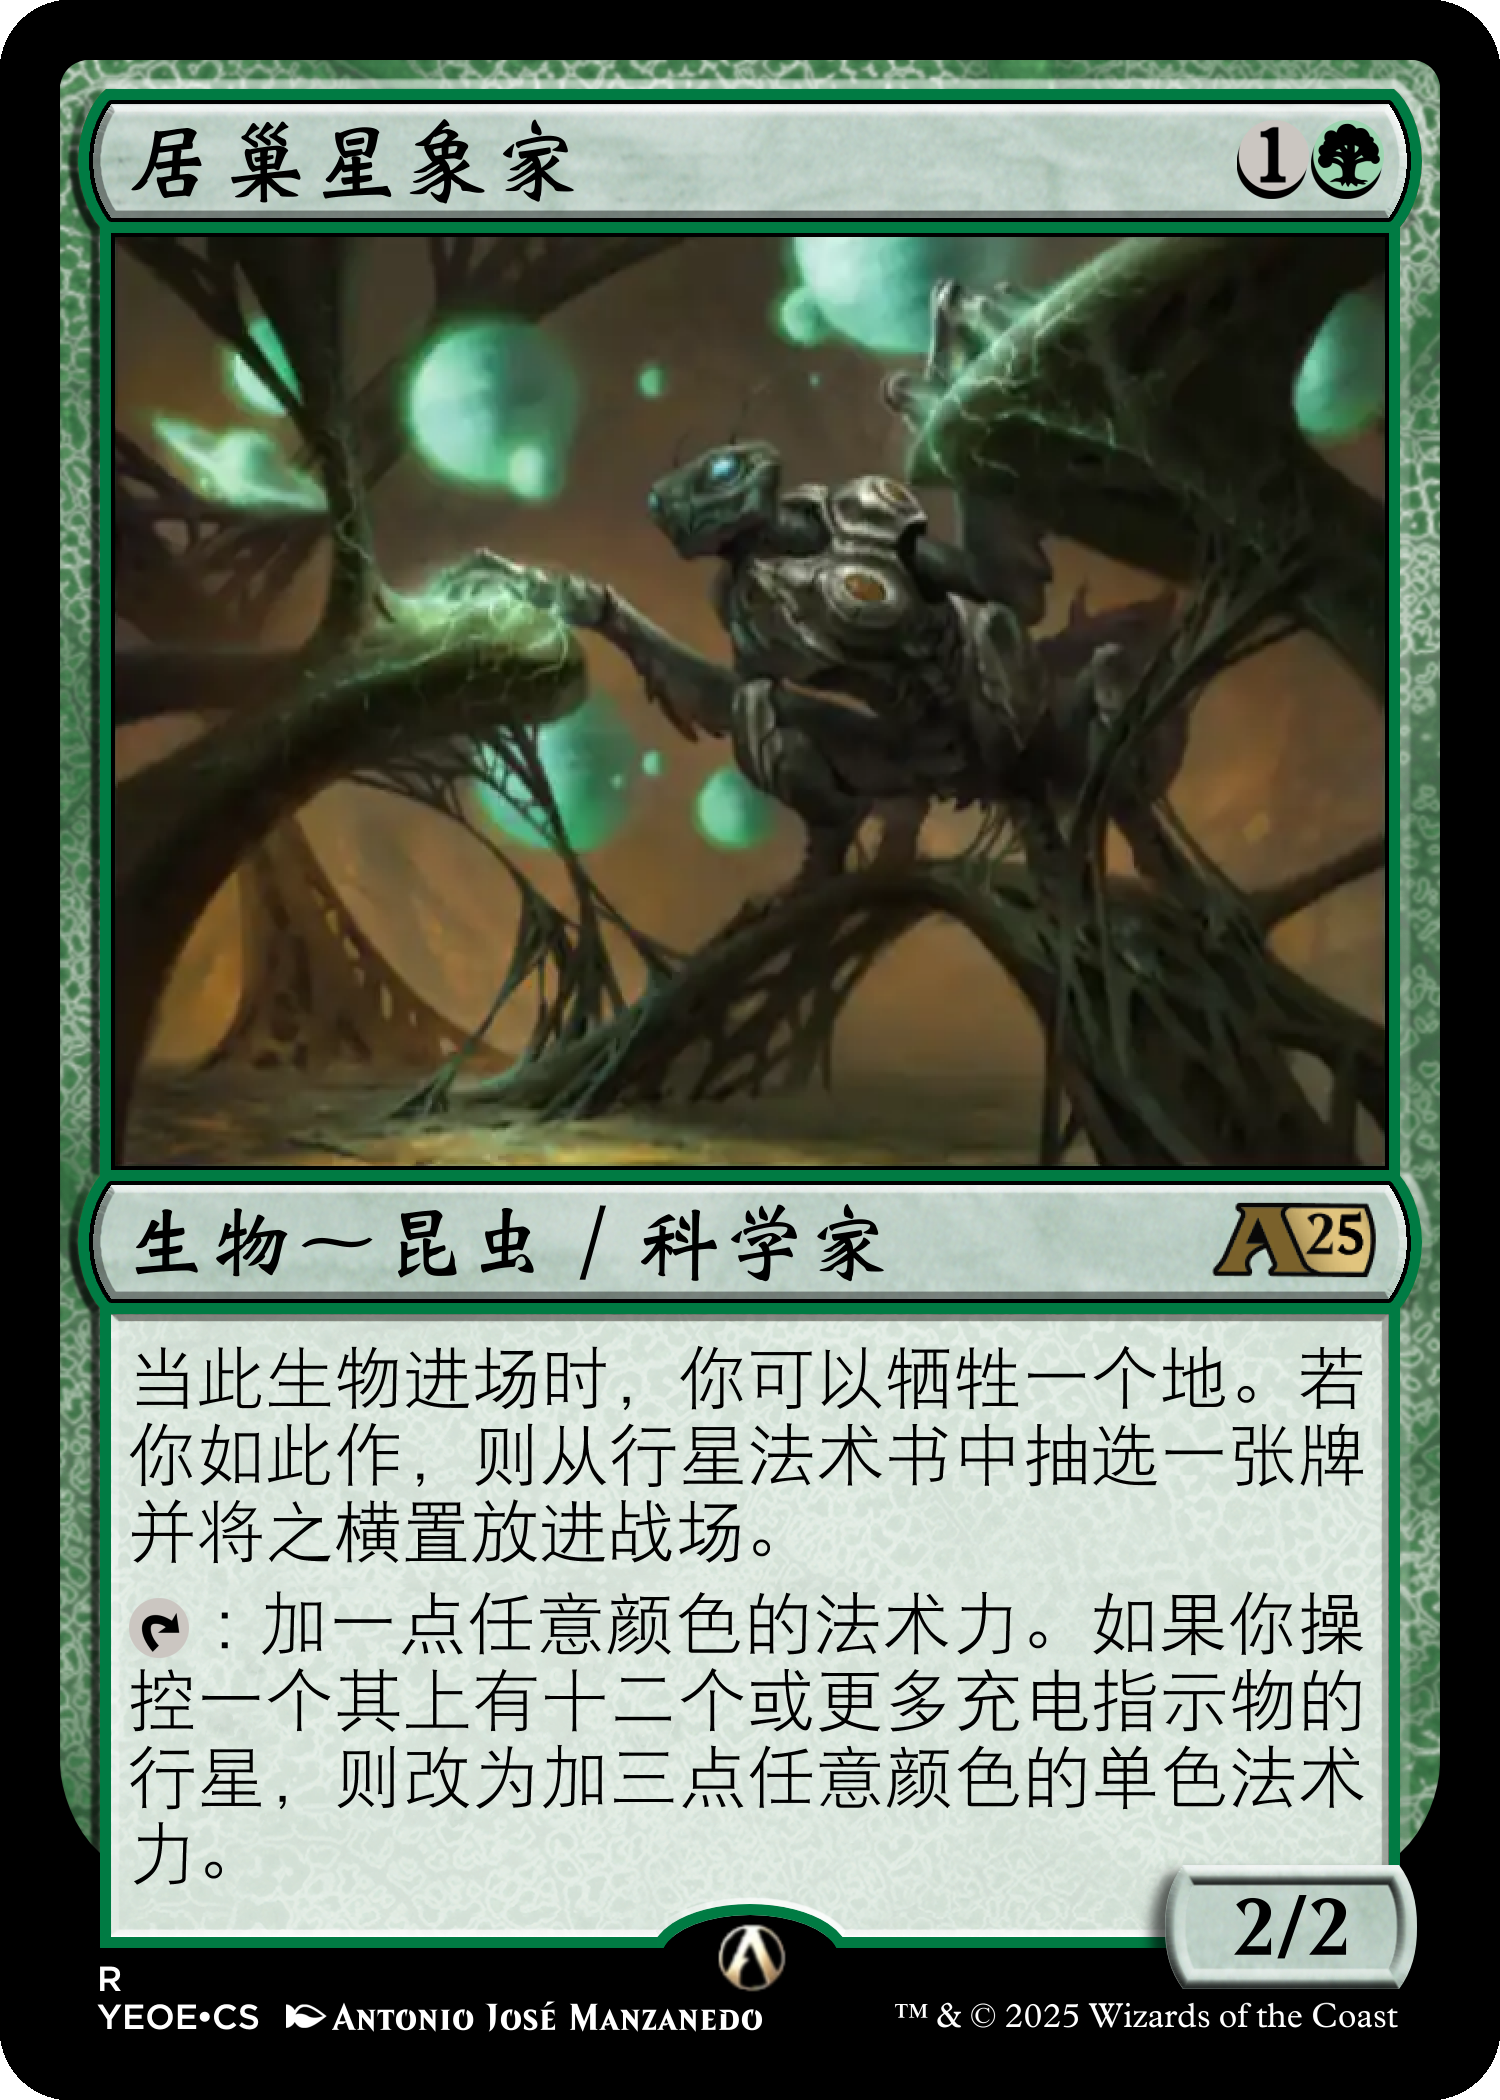 居巢星象家
1
生物～昆虫 / 科学家
A25
当此生物进场时，你可以牺牲一个地。若
你如此作，则从行星法术书中抽选一张牌
并将之横置放进战场。
：加一点任意颜色的法术力。如果你操
控一个其上有十二个或更多充电指示物的
行星，则改为加三点任意颜色的单色法术
力。
2/2
R
YEOE•CS Antonio José Manzanedo
™ & © 2025 Wizards of the Coast